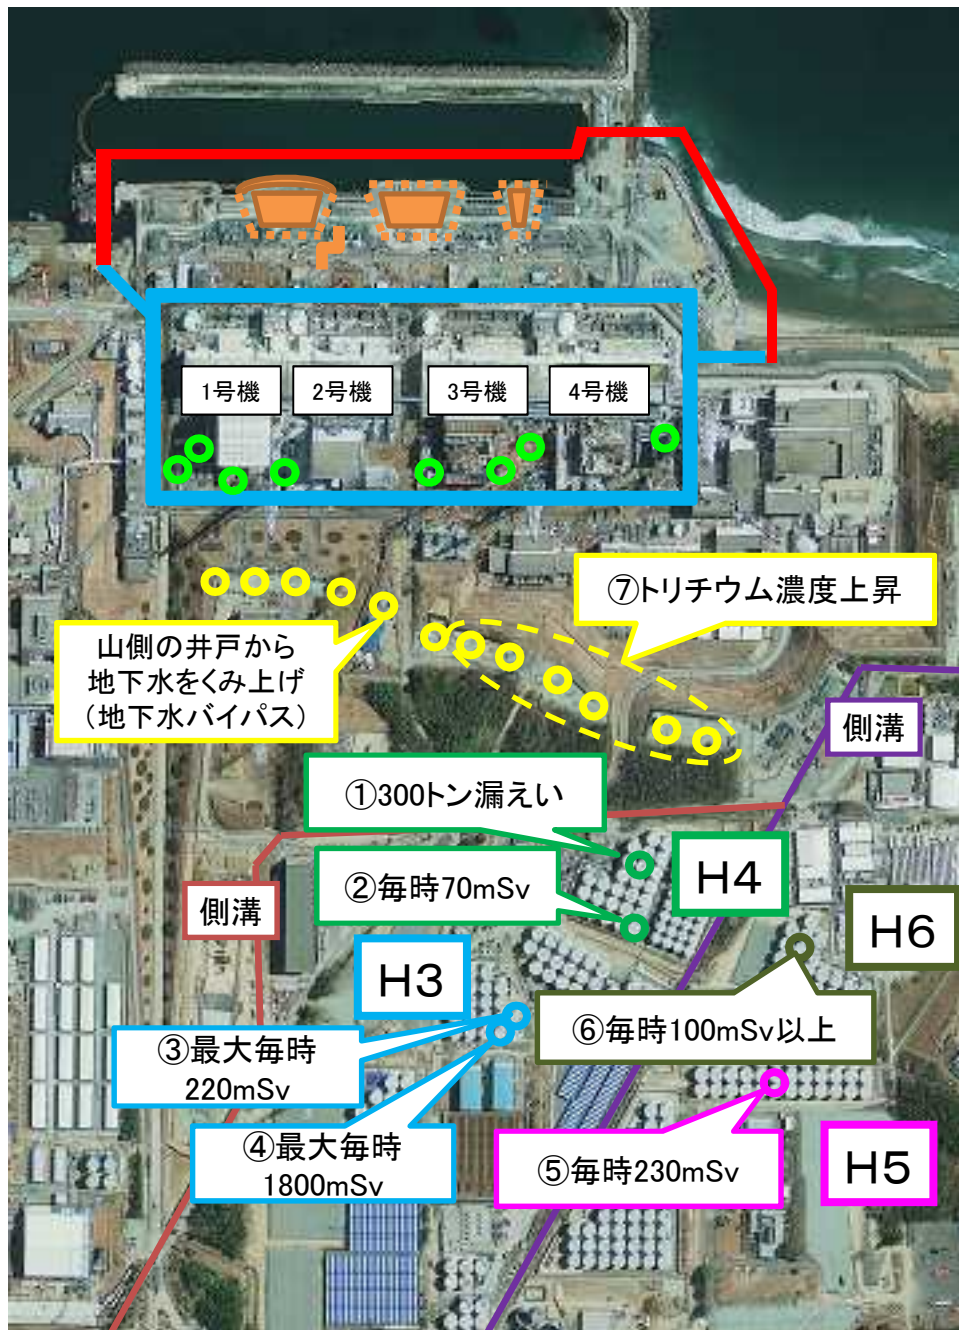 1号機
2号機
3号機
4号機
⑦トリチウム濃度上昇
山側の井戸から
地下水をくみ上げ
（地下水バイパス）
側溝
①300トン漏えい
②毎時70mSv
H4
側溝
H6
H3
⑥毎時100mSv以上
③最大毎時
220mSv
④最大毎時
1800mSv
⑤毎時230mSv
H5